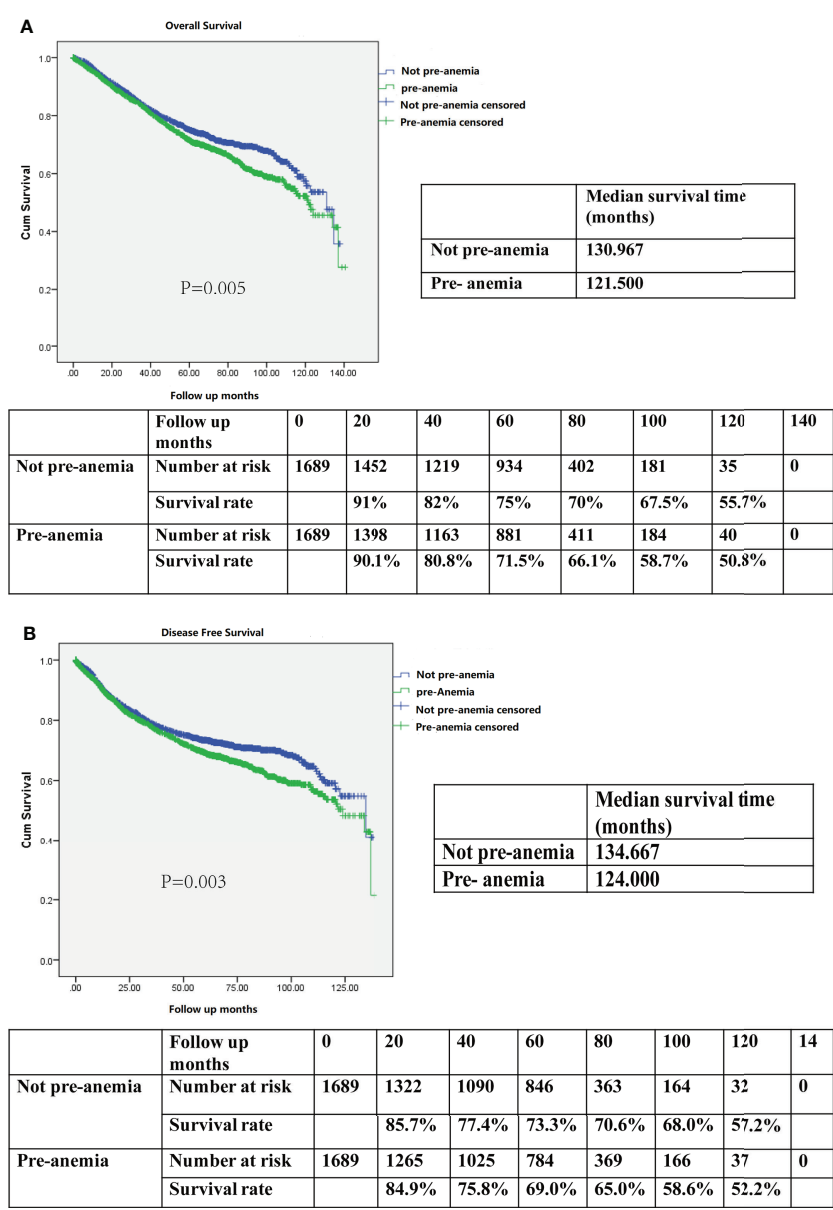 A
Overall Survival
Cum Survival
1.0
0.8
0.6
0.4
0.2
0.0
.00 20.00 40.00 60.00 80.00 100.00 120.00 140.00
Follow up months
P=0.005
Not pre-anemia
pre-anemia
Not pre-anemia censored
Pre-anemia censored
Median survival time
(months)
Not pre-anemia 130.967
Pre- anemia 121.500
Follow up months 0 20 40 60 80 100 120 140
Not pre-anemia Number at risk 1689 1452 1219 934 402 181 35 0
Survival rate 91% 82% 75% 70% 67.5% 55.7%
Pre-anemia Number at risk 1689 1398 1163 881 411 184 40 0
Survival rate 90.1% 80.8% 71.5% 66.1% 58.7% 50.8%
B
Disease Free Survival
Cum Survival
1.0
0.8
0.6
0.4
0.2
0.0
.00 25.00 50.00 75.00 100.00 125.00
Follow up months
P=0.003
Not pre-anemia
pre-Anemia
Not pre-anemia censored
Pre-anemia censored
Median survival time
(months)
Not pre-anemia 134.667
Pre- anemia 124.000
Follow up months 0 20 40 60 80 100 120 14
Not pre-anemia Number at risk 1689 1322 1090 846 363 164 32 0
Survival rate 85.7% 77.4% 73.3% 70.6% 68.0% 57.2%
Pre-anemia Number at risk 1689 1265 1025 784 369 166 37 0
Survival rate 84.9% 75.8% 69.0% 65.0% 58.6% 52.2%